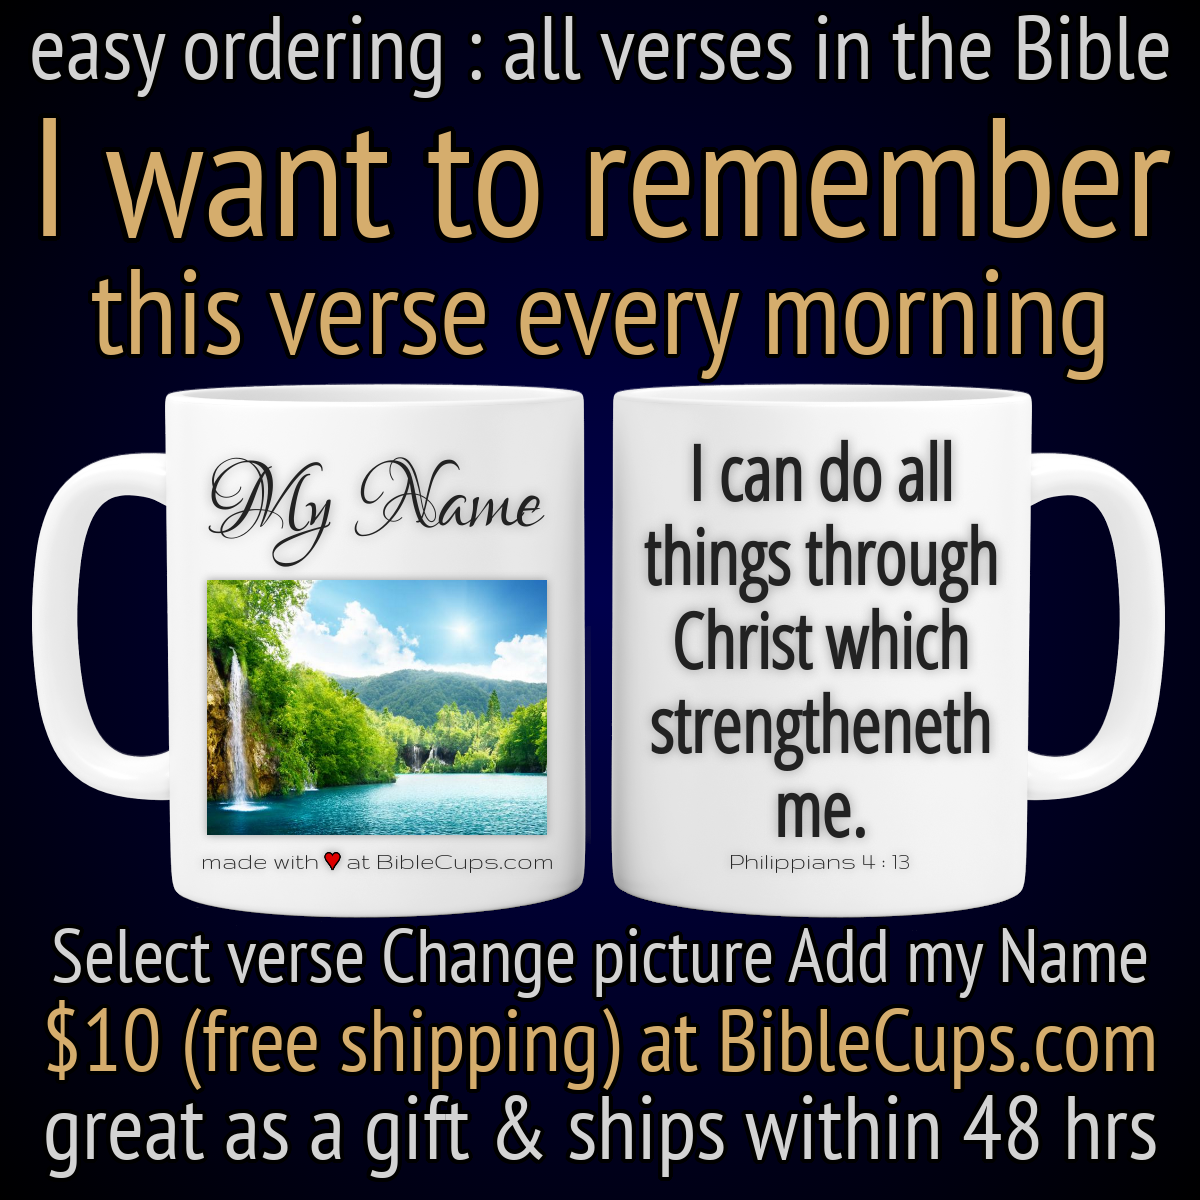 easy ordering : all verses in the Bible
I want to remember
this verse every morning
My Name
made with ♥ at BibleCups.com
I can do all
things through
Christ which
strengtheneth
me.
Philippians 4 : 13
Select verse Change picture Add my Name
$10 (free shipping) at BibleCups.com
great as a gift & ships within 48 hrs